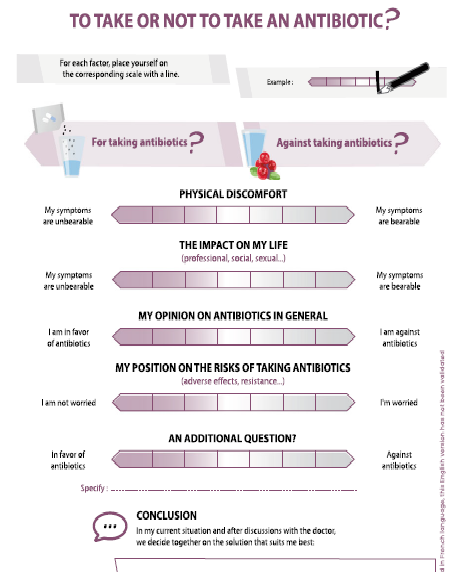 TO TAKE OR NOT TO TAKE AN ANTIBIOTIC?
For each factor, place yourself on
the corresponding scale with a line.
Example :
For taking antibiotics?
Against taking antibiotics?
PHYSICAL DISCOMFORT
My symptoms
are unbearable
My symptoms
are bearable
THE IMPACT ON MY LIFE
(professional, social, sexual...)
My symptoms
are unbearable
My symptoms
are bearable
MY OPINION ON ANTIBIOTICS IN GENERAL
I am in favor
of antibiotics
I am against
antibiotics
MY POSITION ON THE RISKS OF TAKING ANTIBIOTICS
(adverse effects, resistance...)
I am not worried
I'm worried
AN ADDITIONAL QUESTION?
In favor of
antibiotics
Against
antibiotics
Specify :
CONCLUSION
In my current situation and after discussions with the doctor,
we decide together on the solution that suits me best:
d in French language, this English version has not been validated